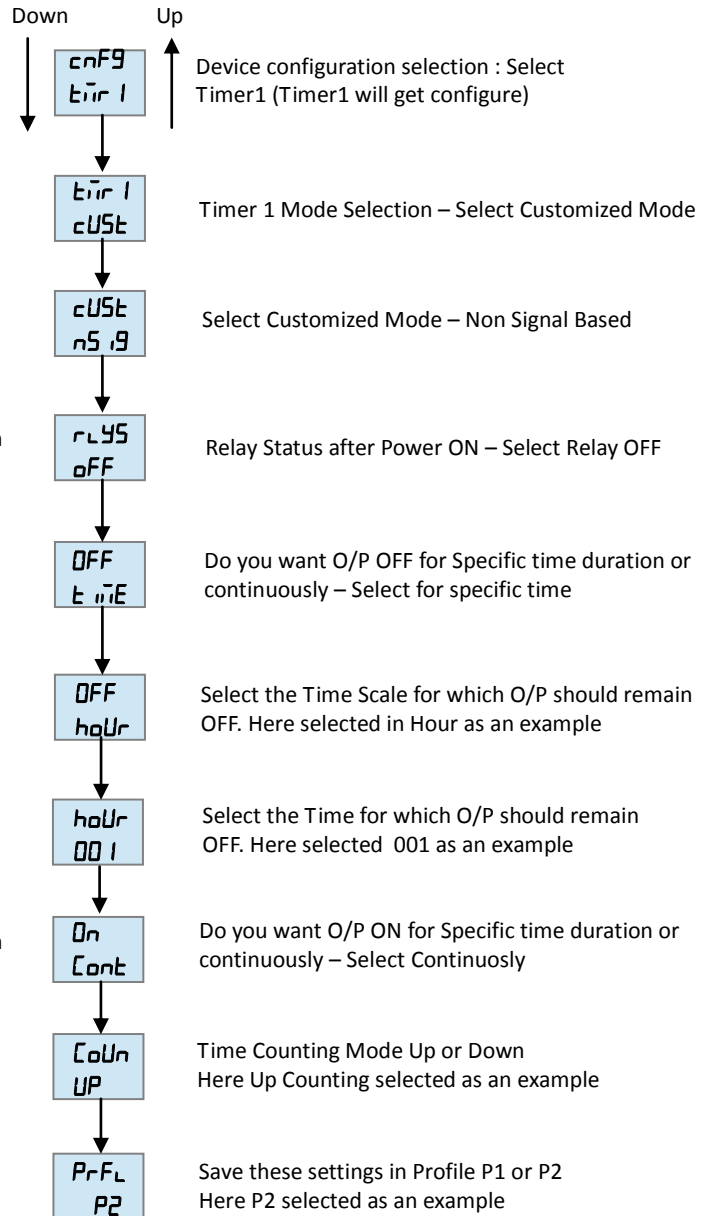 Down Up
cnFg
tmr 1
Device configuration selection : Select
Timer1 (Timer1 will get configure)
tmr 1
cUSt
Timer 1 Mode Selection – Select Customized Mode
cUSt
nSig
Select Customized Mode – Non Signal Based
n
rLYS
oFF
Relay Status after Power ON – Select Relay OFF
OFF
timE
Do you want O/P OFF for Specific time duration or
continuously – Select for specific time
OFF
hoUr
Select the Time Scale for which O/P should remain
OFF. Here selected in Hour as an example
hoUr
001
Select the Time for which O/P should remain
OFF. Here selected 001 as an example
n
On
Cont
Do you want O/P ON for Specific time duration or
continuously – Select Continuosly
CoUn
UP
Time Counting Mode Up or Down
Here Up Counting selected as an example
PrFL
P2
Save these settings in Profile P1 or P2
Here P2 selected as an example